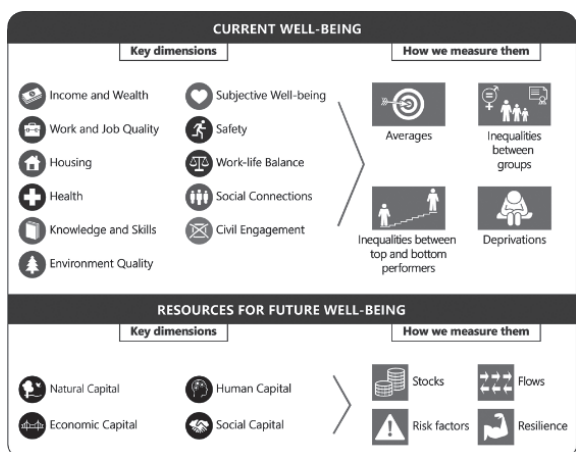 CURRENT WELL-BEING
Key dimensions
How we measure them
Income and Wealth
Work and Job Quality
Housing
Health
Knowledge and Skills
Environment Quality
Subjective Well-being
Safety
Work-life Balance
Social Connections
Civil Engagement
Averages
Inequalities
between
groups
Inequalities between
top and bottom
performers
Deprivations
RESOURCES FOR FUTURE WELL-BEING
Key dimensions
How we measure them
Natural Capital
Economic Capital
Human Capital
Social Capital
Stocks
Flows
Risk factors
Resilience